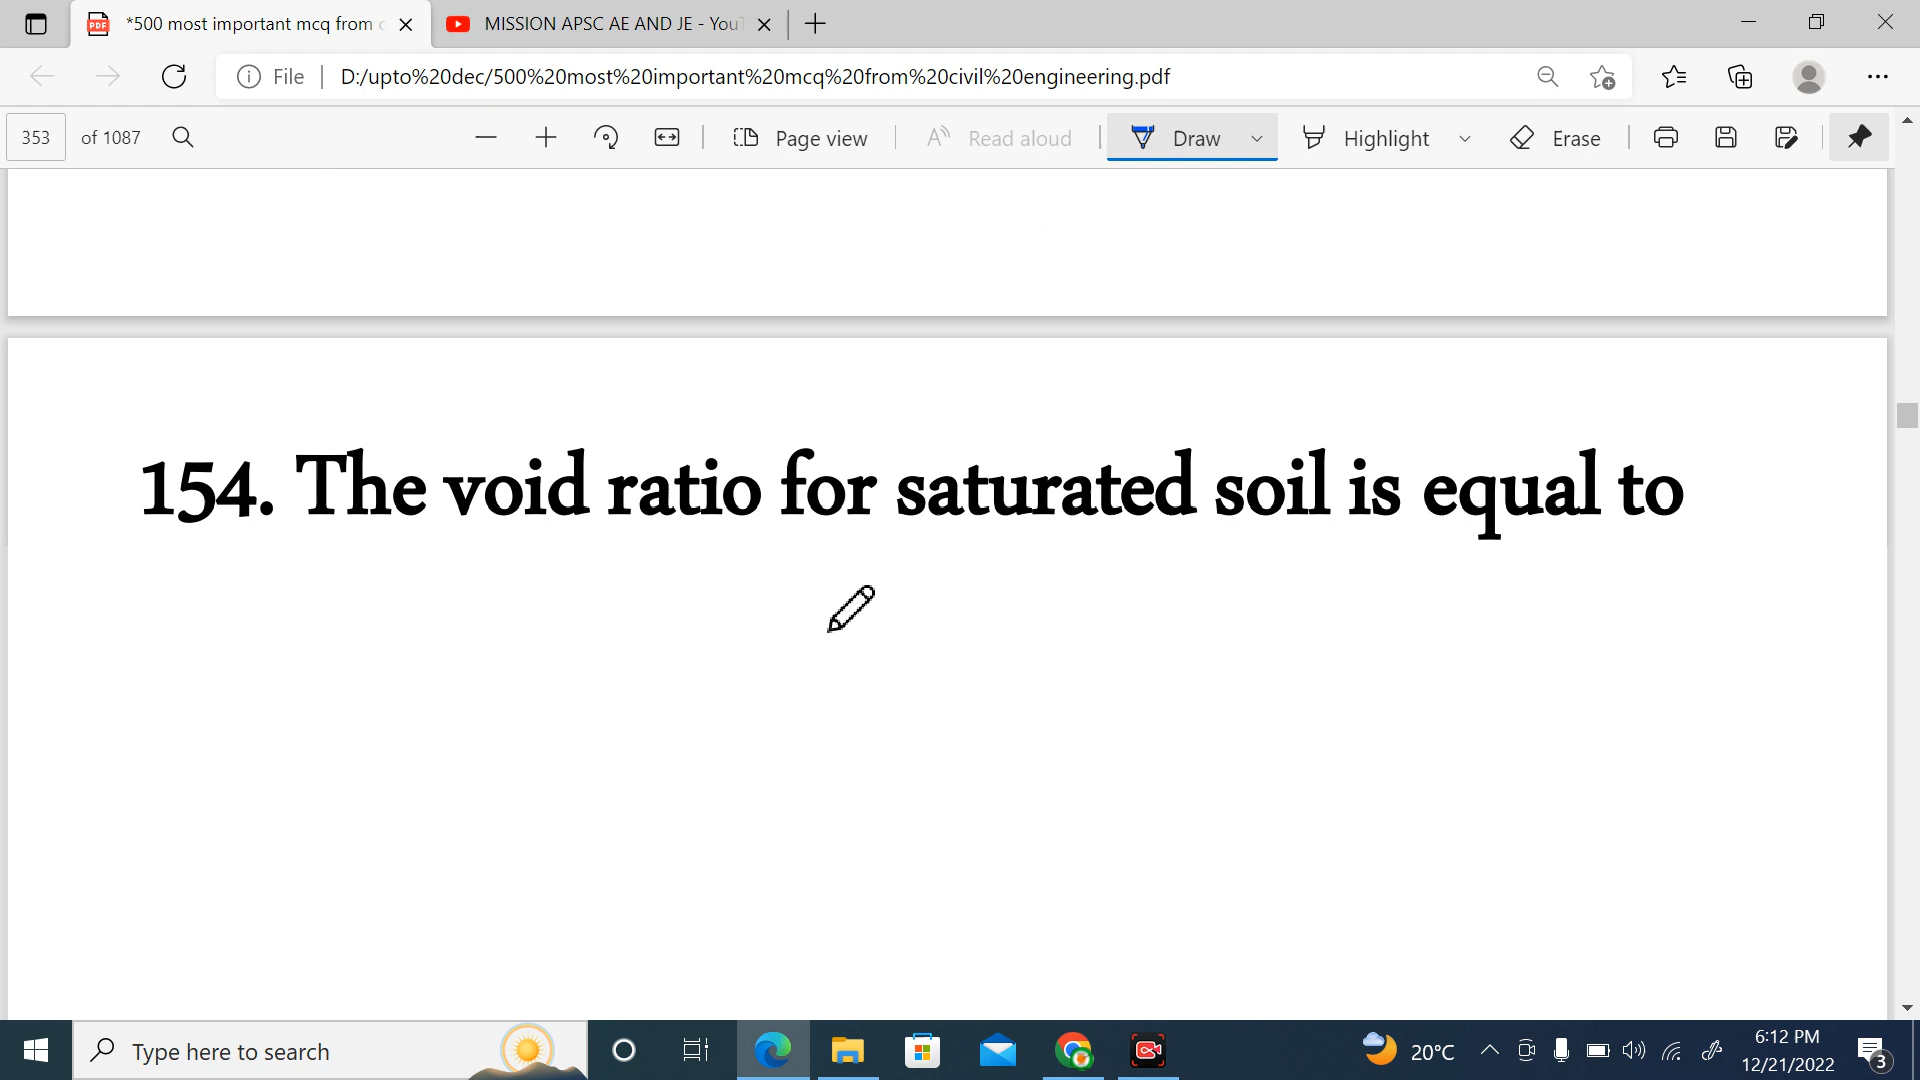 *500 most important mcq from
MISSION APSC AE AND JE - You
File
D:/upto%20dec/500%20most%20important%20mcq%20from%20civil%20engineering.pdf
353 of 1087
Page view
Read aloud
Draw
Highlight
Erase
154. The void ratio for saturated soil is equal to
Type here to search
20°C
6:12 PM
12/21/2022
3